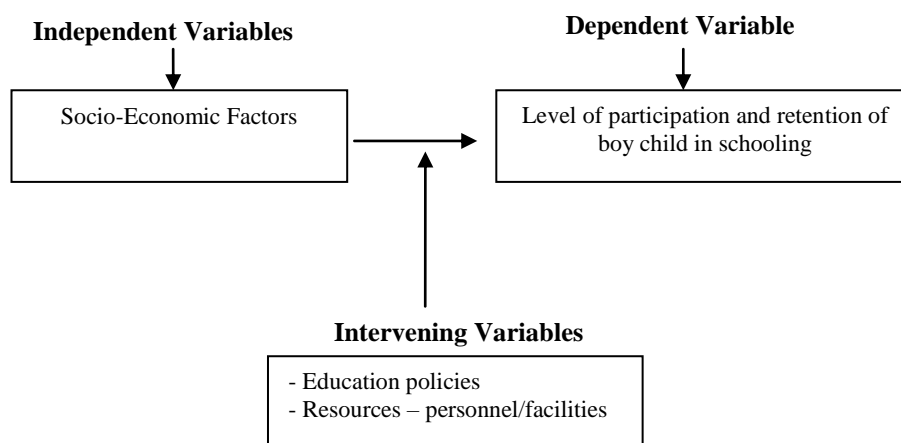 Independent Variables
Dependent Variable
Socio-Economic Factors
Level of participation and retention of
boy child in schooling
Intervening Variables
- Education policies
- Resources – personnel/facilities